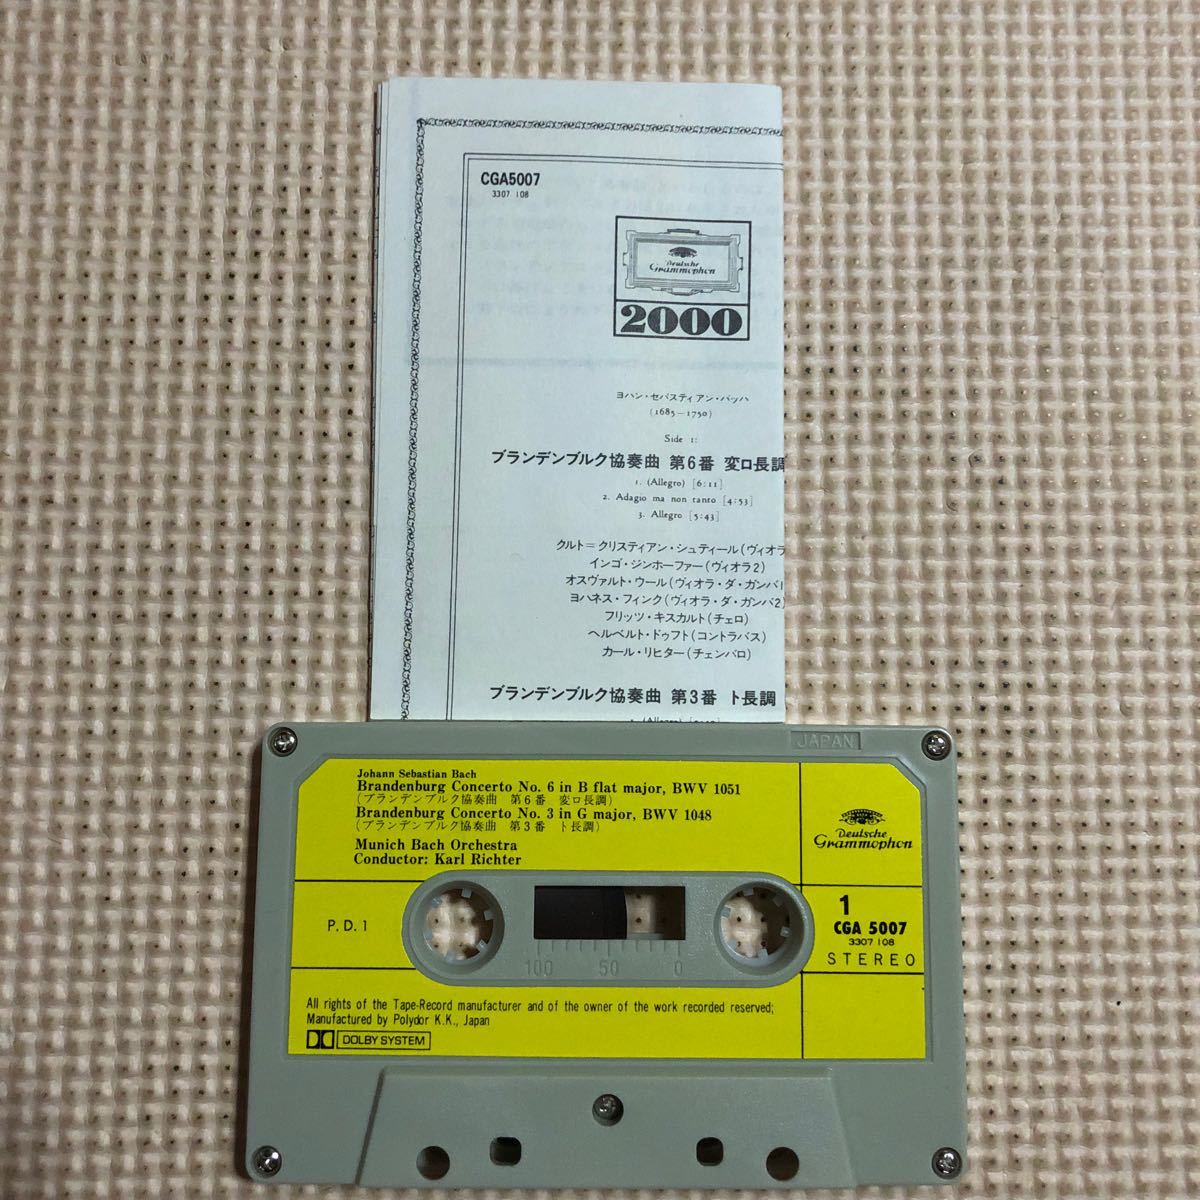 CGA5007
3307 108
Deutsche
Grammophon
2000
ヨハン・セバスティアン・バッハ
(1685—1750)
Side 1:
ブランデンブルク協奏曲 第6番 変ロ長調
1. (Allegro) [6:11]
2. Adagio ma non tanto [4:53]
3. Allegro [5:43]
クルト=クリスティアン・シュティール(ヴィオラ
インゴ・ジンホーファー(ヴィオラ2)
オスヴァルト・ウール(ヴィオラ・ダ・ガンバ1
ヨハネス・フィンク(ヴィオラ・ダ・ガンバ2)
フリッツ・キスカルト(チェロ)
ヘルベルト・ドゥフト(コントラバス)
カール・リヒター(チェンバロ)
ブランデンブルク協奏曲 第3番 ト長調
1. (Allegro)
JAPAN
Johann Sebastian Bach
Brandenburg Concerto No. 6 in B flat major, BWV 1051
(ブランデンブルク協奏曲 第6番 変ロ長調)
Brandenburg Concerto No. 3 in G major, BWV 1048
(ブランデンブルク協奏曲 第3番 ト長調)
Munich Bach Orchestra
Conductor: Karl Richter
Deutsche
Grammophon
P.D.1
1
CGA 5007
3307 108
STEREO
100 50 0
All rights of the Tape-Record manufacturer and of the owner of the work recorded reserved;
Manufactured by Polydor K.K., Japan
DOLBY SYSTEM